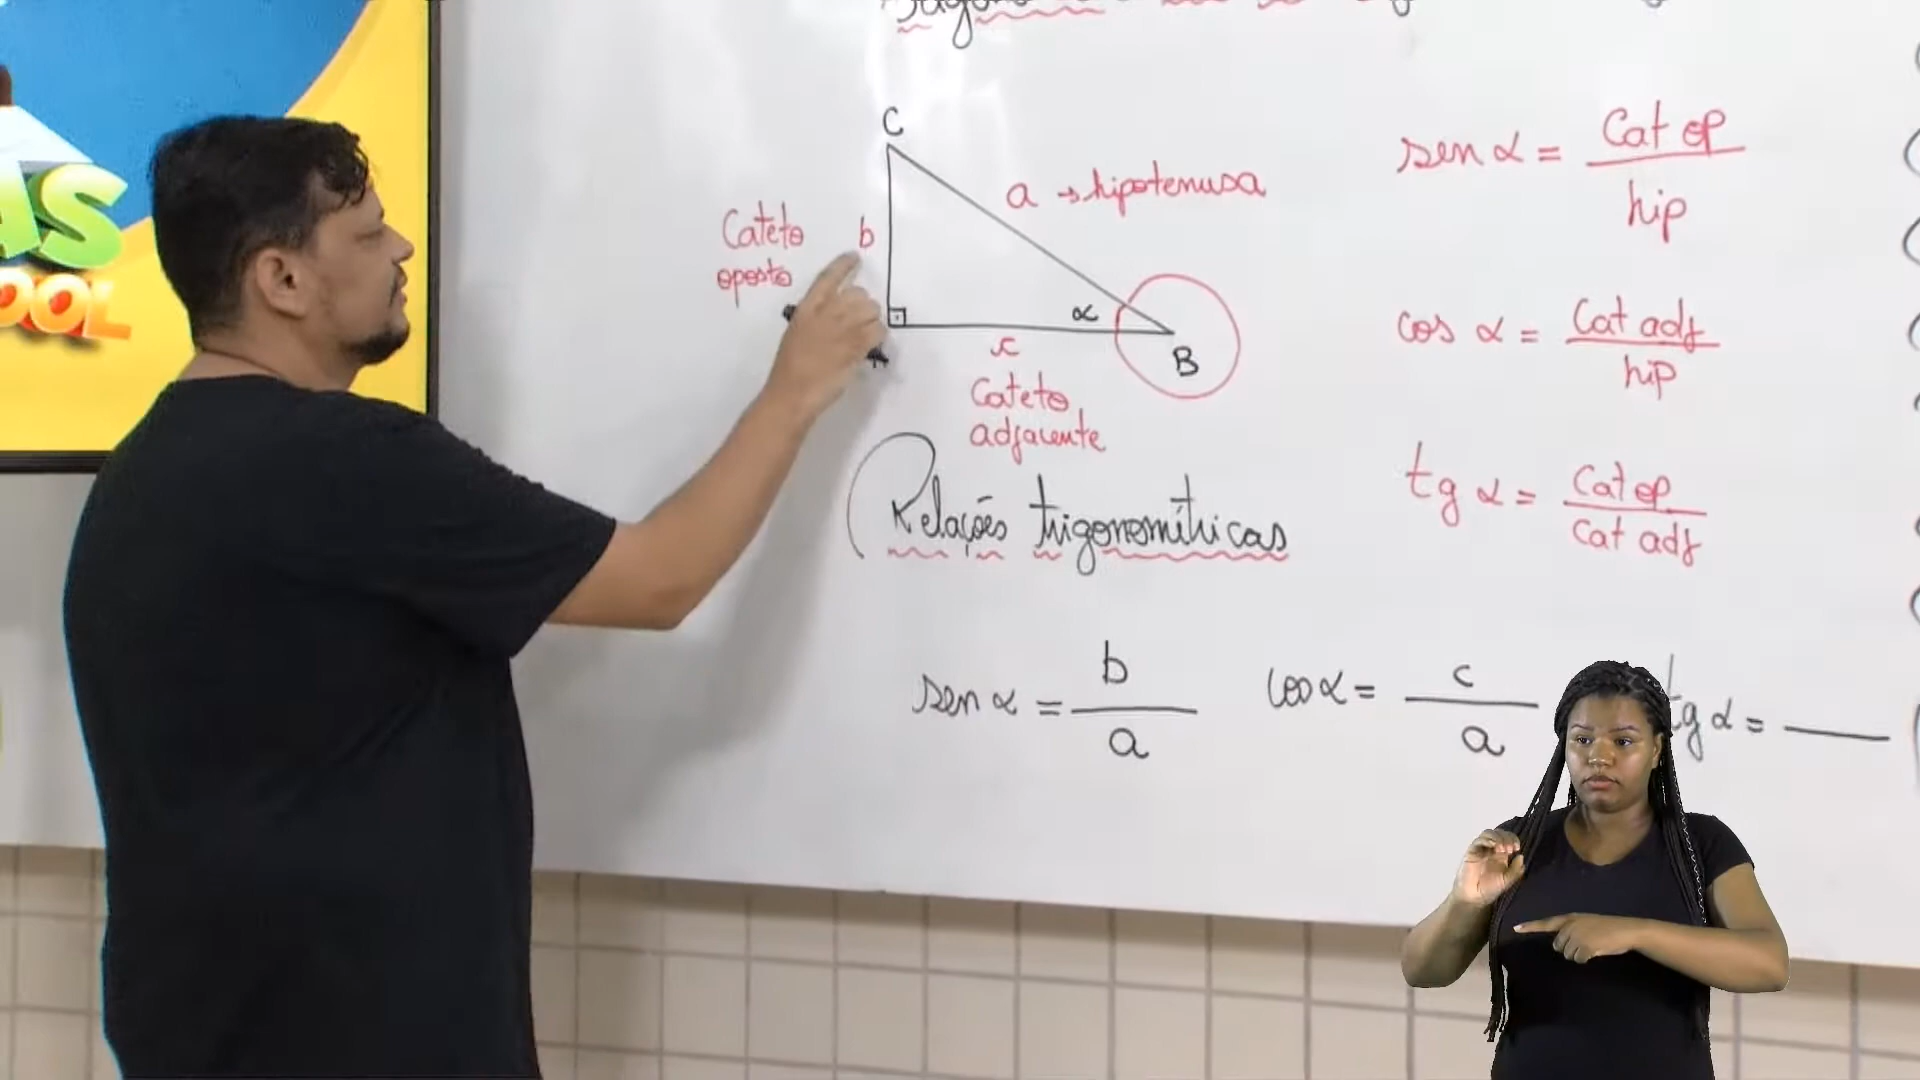 C
a → hipotenusa
Cateto b
oposto
α
c
B
Cateto
adjacente
sen α = Cat op
hip
cos α = Cat adj
hip
tg α = Cat op
Cat adj
Relações trigonométricas
sen α = b
a
cos α = c
a
tg α =